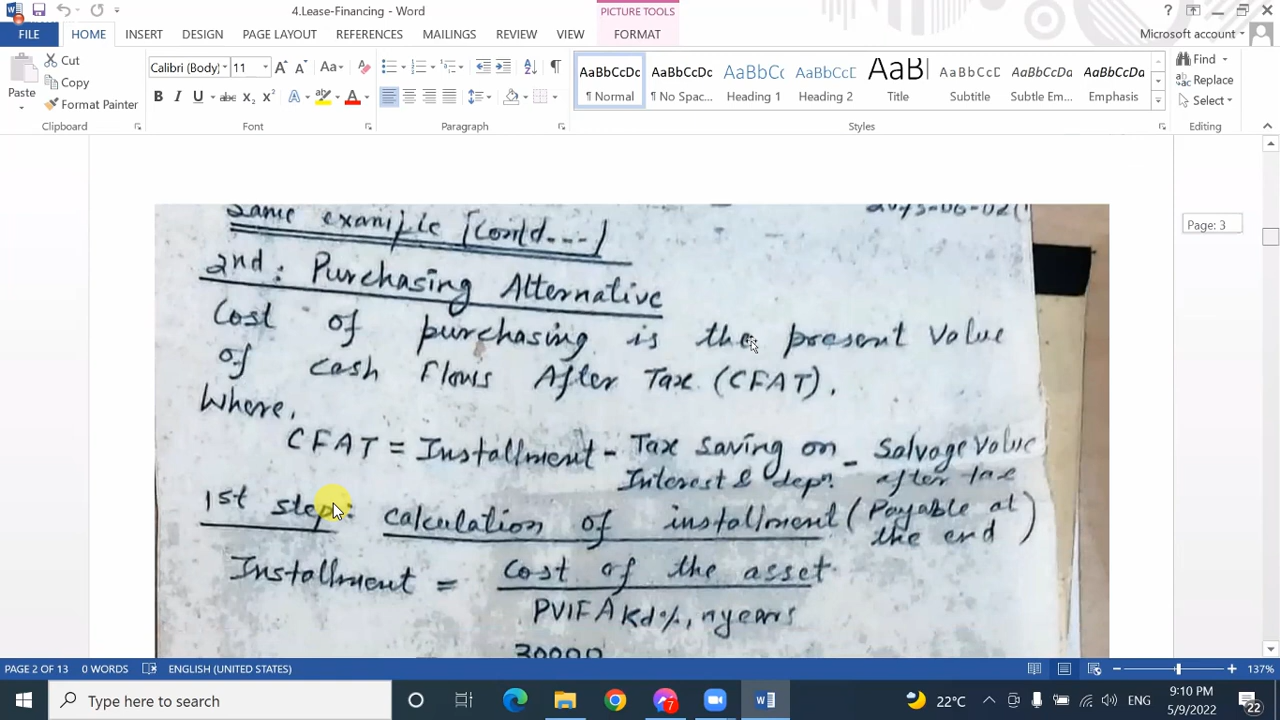 4.Lease-Financing - Word
PICTURE TOOLS
FILE HOME INSERT DESIGN PAGE LAYOUT REFERENCES MAILINGS REVIEW VIEW FORMAT
Microsoft account
Paste
Cut
Copy
Format Painter
Clipboard
Calibri (Body) 11
Font
Paragraph
AaBbCcDc AaBbCcDc AaBbCc AaBbCcC AaB AaBbCcD AaBbCcDc AaBbCcDc
¶ Normal ¶ No Spac... Heading 1 Heading 2 Title Subtitle Subtle Em... Emphasis
Styles
Find
Replace
Select
Editing
Page: 3
Same example [Contd...]
2nd: Purchasing Alternative
Cost of purchasing is the present value
of cash flows After Tax (CFAT).
Where,
CFAT = Installment - Tax saving on - Salvage Value
Interest & depn. after tax
1st step: calculation of installment (Payable at
the end)
Installment = Cost of the asset
PVIFA Kd%, n years
30000
PAGE 2 OF 13 0 WORDS ENGLISH (UNITED STATES)
137%
Type here to search
7
22°C
ENG
9:10 PM
5/9/2022
22